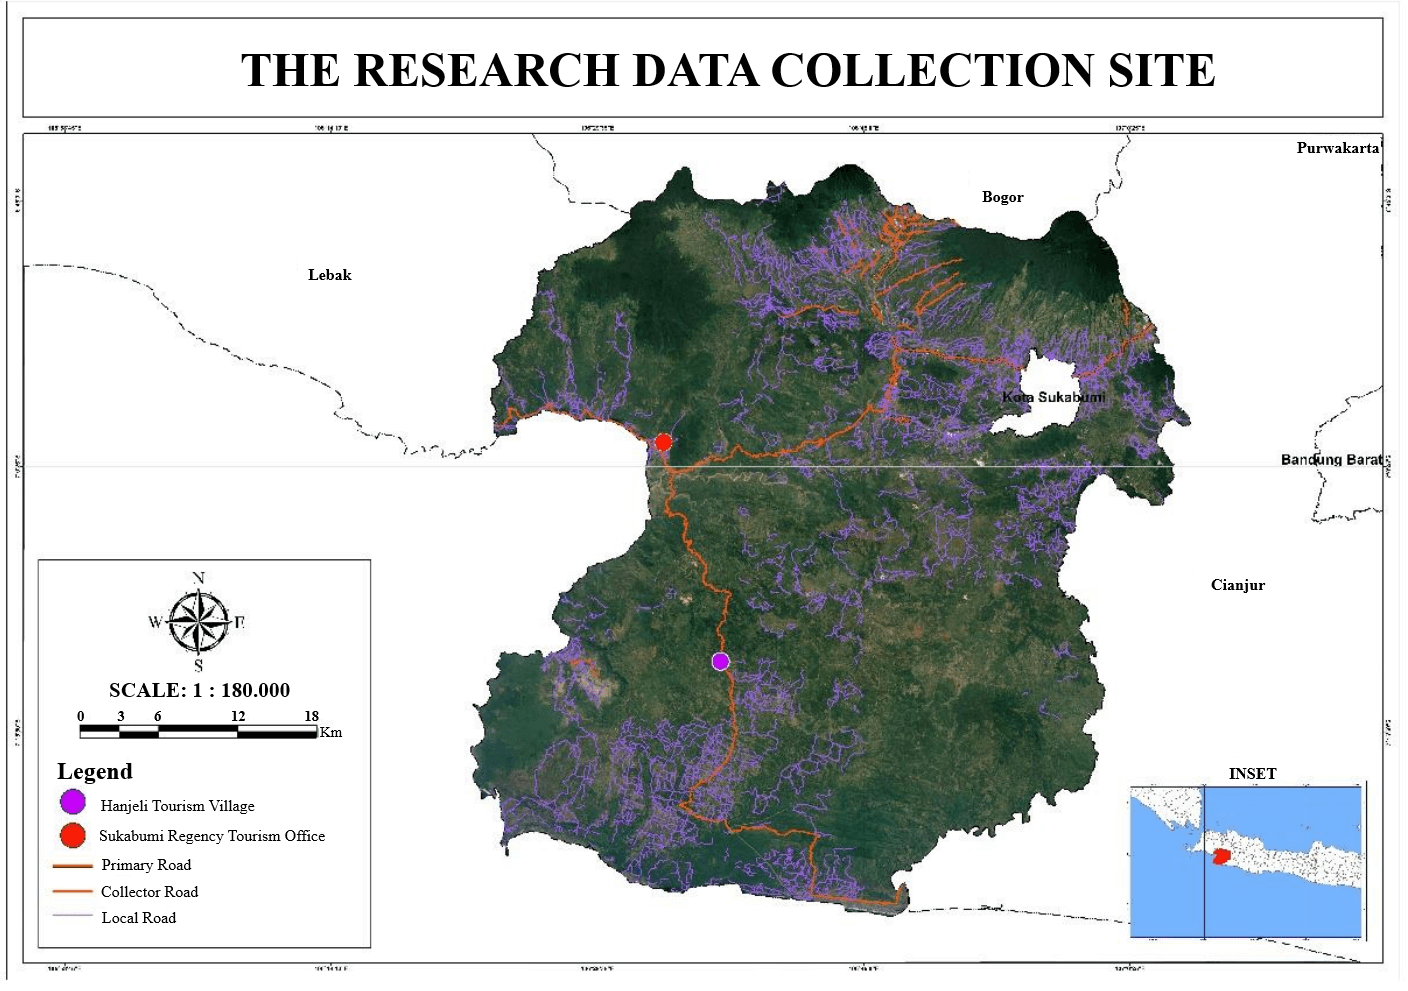 THE RESEARCH DATA COLLECTION SITE
Purwakarta
Bogor
Lebak
Kota Sukabumi
Bandung Barat
Cianjur
N
W E
S
SCALE: 1 : 180.000
0 3 6 12 18
Km
Legend
Hanjeli Tourism Village
Sukabumi Regency Tourism Office
Primary Road
Collector Road
Local Road
INSET